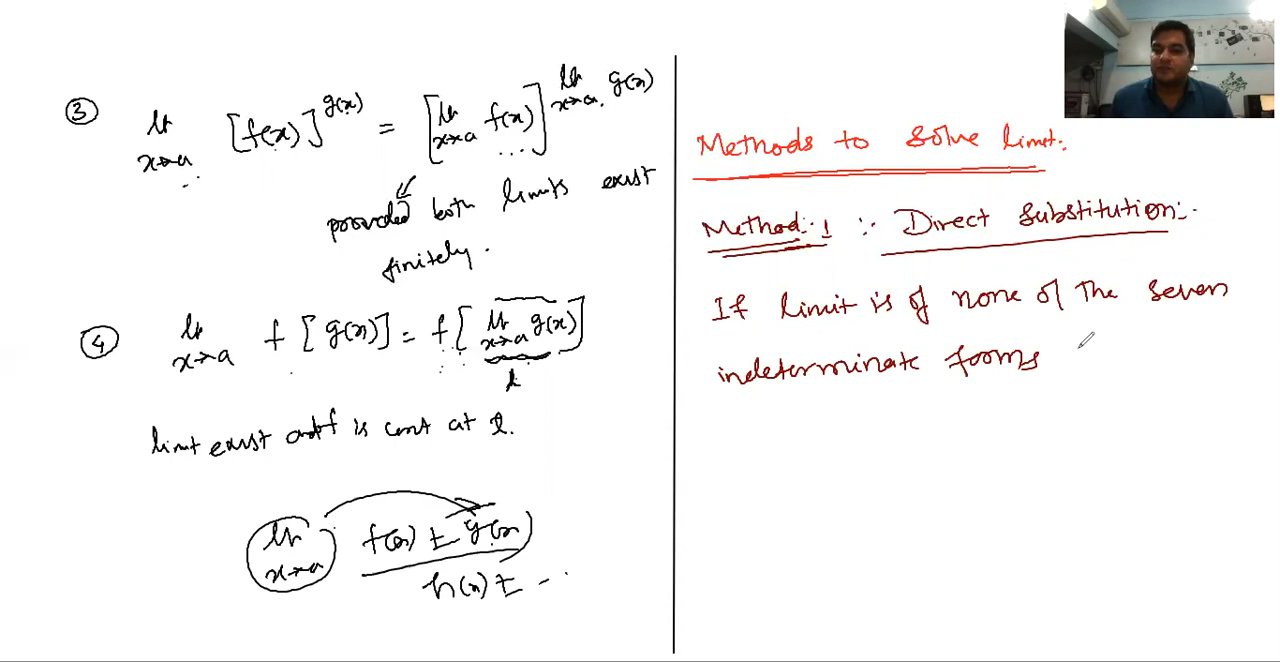 ③ lt x→a [f(x)]^g(x) = [lt x→a f(x)]^lt x→a g(x)
provided both limits exist
finitely.
④ lt x→a f[g(x)] = f[lt x→a g(x)]
l
limit exist and f is cont at l.
lt x→a f(x) ± g(x)
h(x) ± - ..
Methods to Solve limit:
Method: 1 :- Direct Substitution:-
If limit is of none of the seven
indeterminate forms